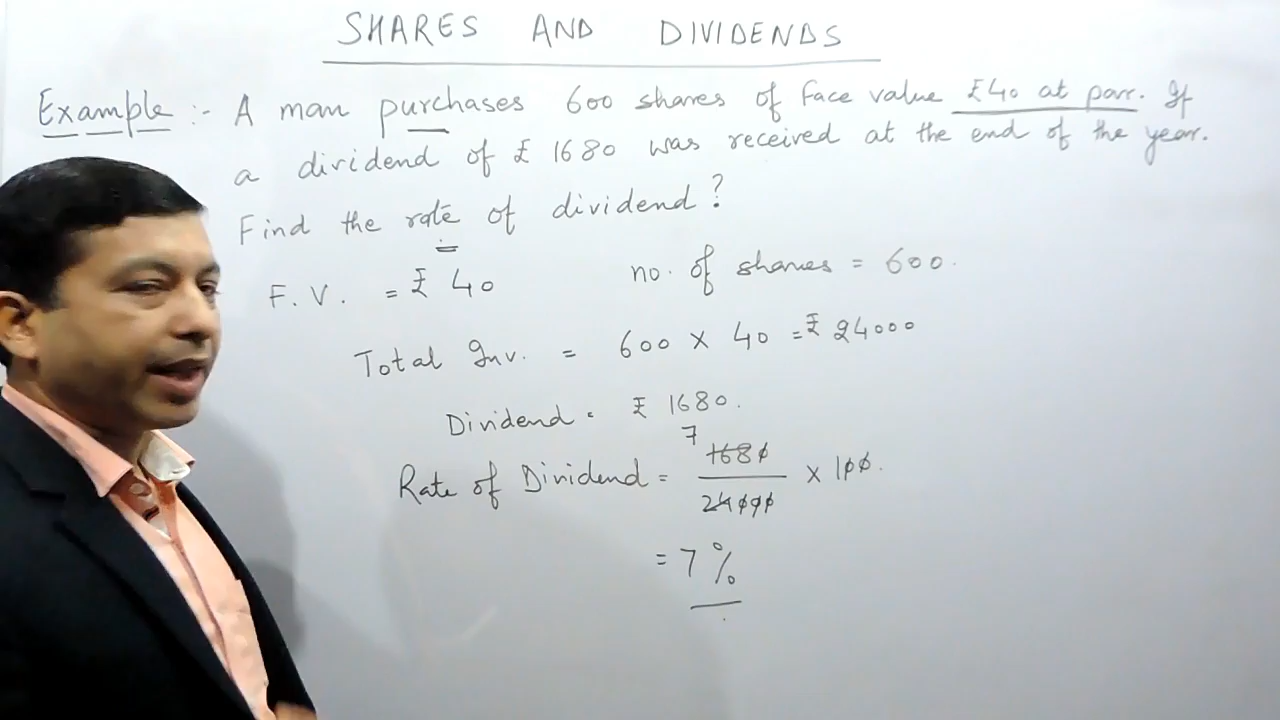 SHARES AND DIVIDENDS
Example :- A man purchases 600 shares of Face value ₹40 at par. If
a dividend of ₹ 1680 was received at the end of the year.
Find the rate of dividend?
F.V. = ₹ 40 no. of shares = 600.
Total Inv. = 600 X 40 = ₹ 24000
Dividend = ₹ 1680.
7
Rate of Dividend = 1680/24000 X 100.
= 7%